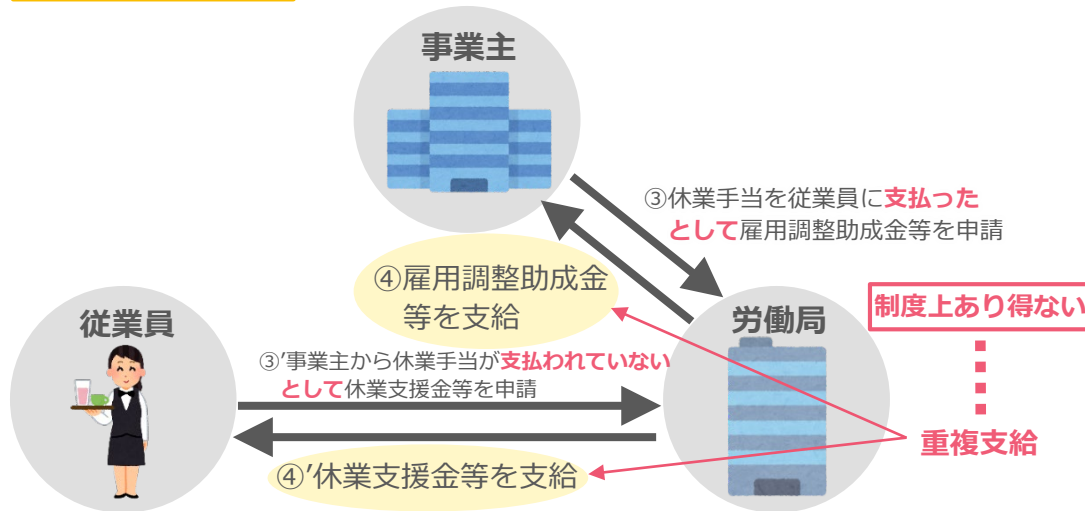 事業主
③休業手当を従業員に支払った
として雇用調整助成金等を申請
④雇用調整助成金
等を支給
制度上あり得ない
従業員
労働局
③’事業主から休業手当が支払われていない
として休業支援金等を申請
重複支給
④’休業支援金等を支給